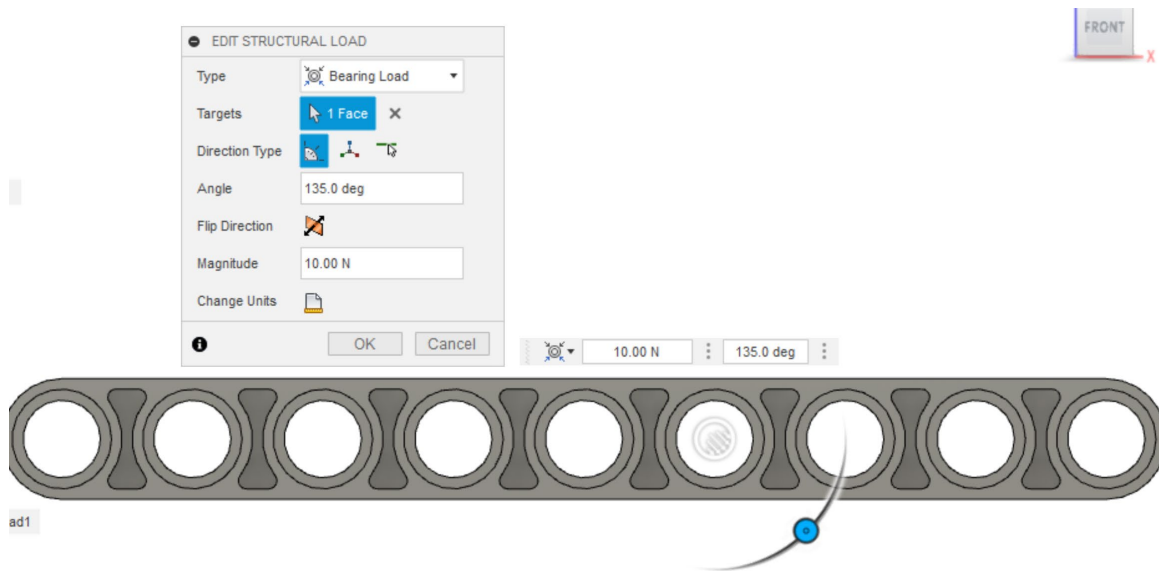 EDIT STRUCTURAL LOAD
Type
Bearing Load
Targets
1 Face
Direction Type
Angle
135.0 deg
Flip Direction
Magnitude
10.00 N
Change Units
OK
Cancel
FRONT
X
10.00 N
135.0 deg
ad1